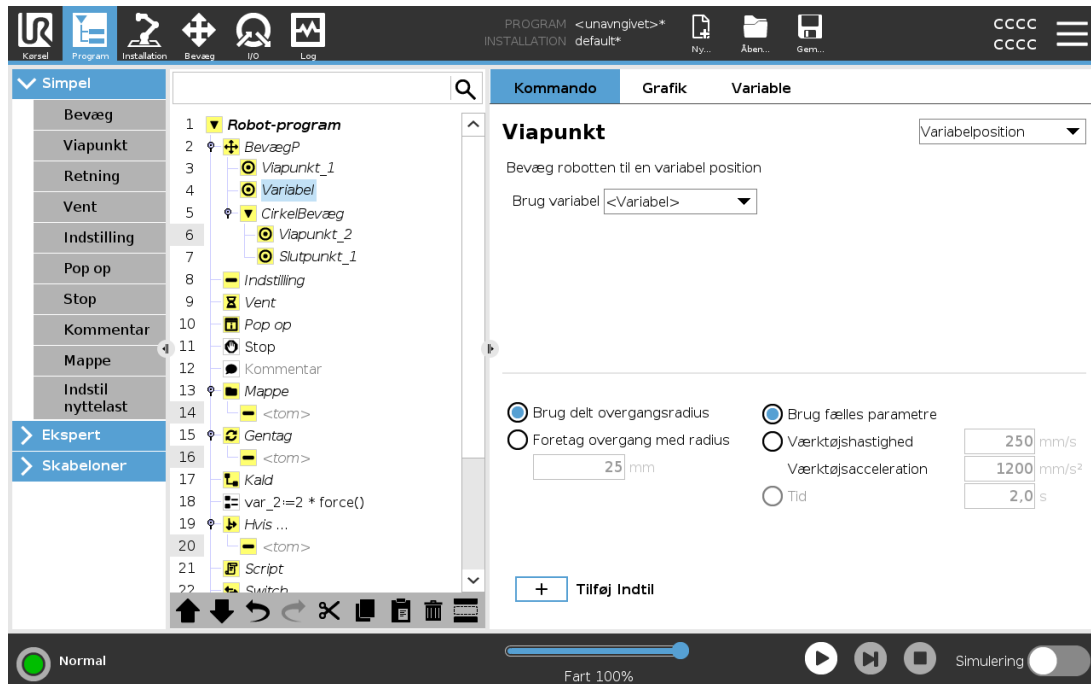 PROGRAM <unavngivet>*
INSTALLATION default*
CCCC
CCCC
Kørsel Program Installation Bevæg I/O Log Ny... Åben... Gem...
Simpel
Bevæg
Viapunkt
Retning
Vent
Indstilling
Pop op
Stop
Kommentar
Mappe
Indstil
nyttelast
Ekspert
Skabeloner
1 Robot-program
2 BevægP
3 Viapunkt_1
4 Variabel
5 CirkelBevæg
6 Viapunkt_2
7 Slutpunkt_1
8 Indstilling
9 Vent
10 Pop op
11 Stop
12 Kommentar
13 Mappe
14 <tom>
15 Gentag
16 <tom>
17 Kald
18 var_2:=2 * force()
19 Hvis ...
20 <tom>
21 Script
22 Switch
Kommando Grafik Variable
Viapunkt
Variabelposition
Bevæg robotten til en variabel position
Brug variabel <Variabel>
Brug delt overgangsradius
Foretag overgang med radius
25 mm
Brug fælles parametre
Værktøjshastighed 250 mm/s
Værktøjsacceleration 1200 mm/s²
Tid 2,0 s
+ Tilføj Indtil
Normal
Fart 100%
Simulering